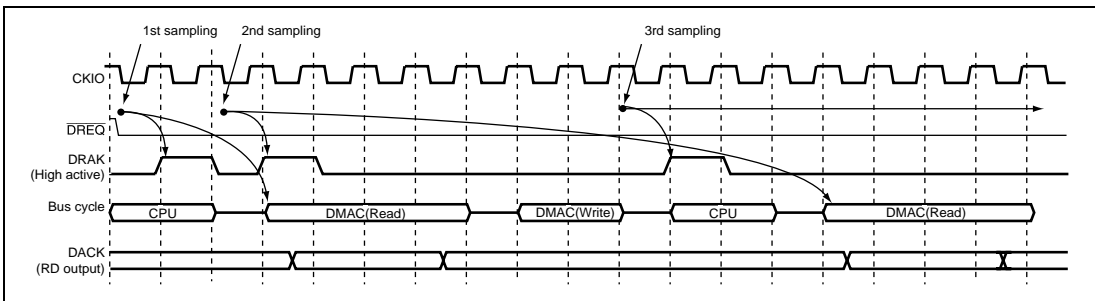 1st sampling 2nd sampling 3rd sampling
CKIO
DREQ
DRAK
(High active)
Bus cycle CPU DMAC(Read) DMAC(Write) CPU DMAC(Read)
DACK
(RD output)